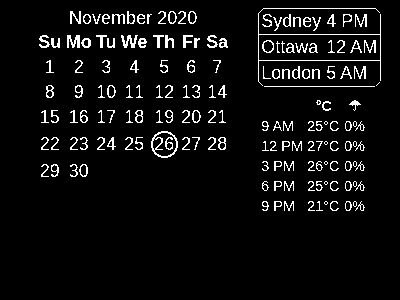 November 2020
Su Mo Tu We Th Fr Sa
1 2 3 4 5 6 7
8 9 10 11 12 13 14
15 16 17 18 19 20 21
22 23 24 25 26 27 28
29 30
Sydney 4 PM
Ottawa 12 AM
London 5 AM
°C ☂
9 AM 25°C 0%
12 PM 27°C 0%
3 PM 26°C 0%
6 PM 25°C 0%
9 PM 21°C 0%